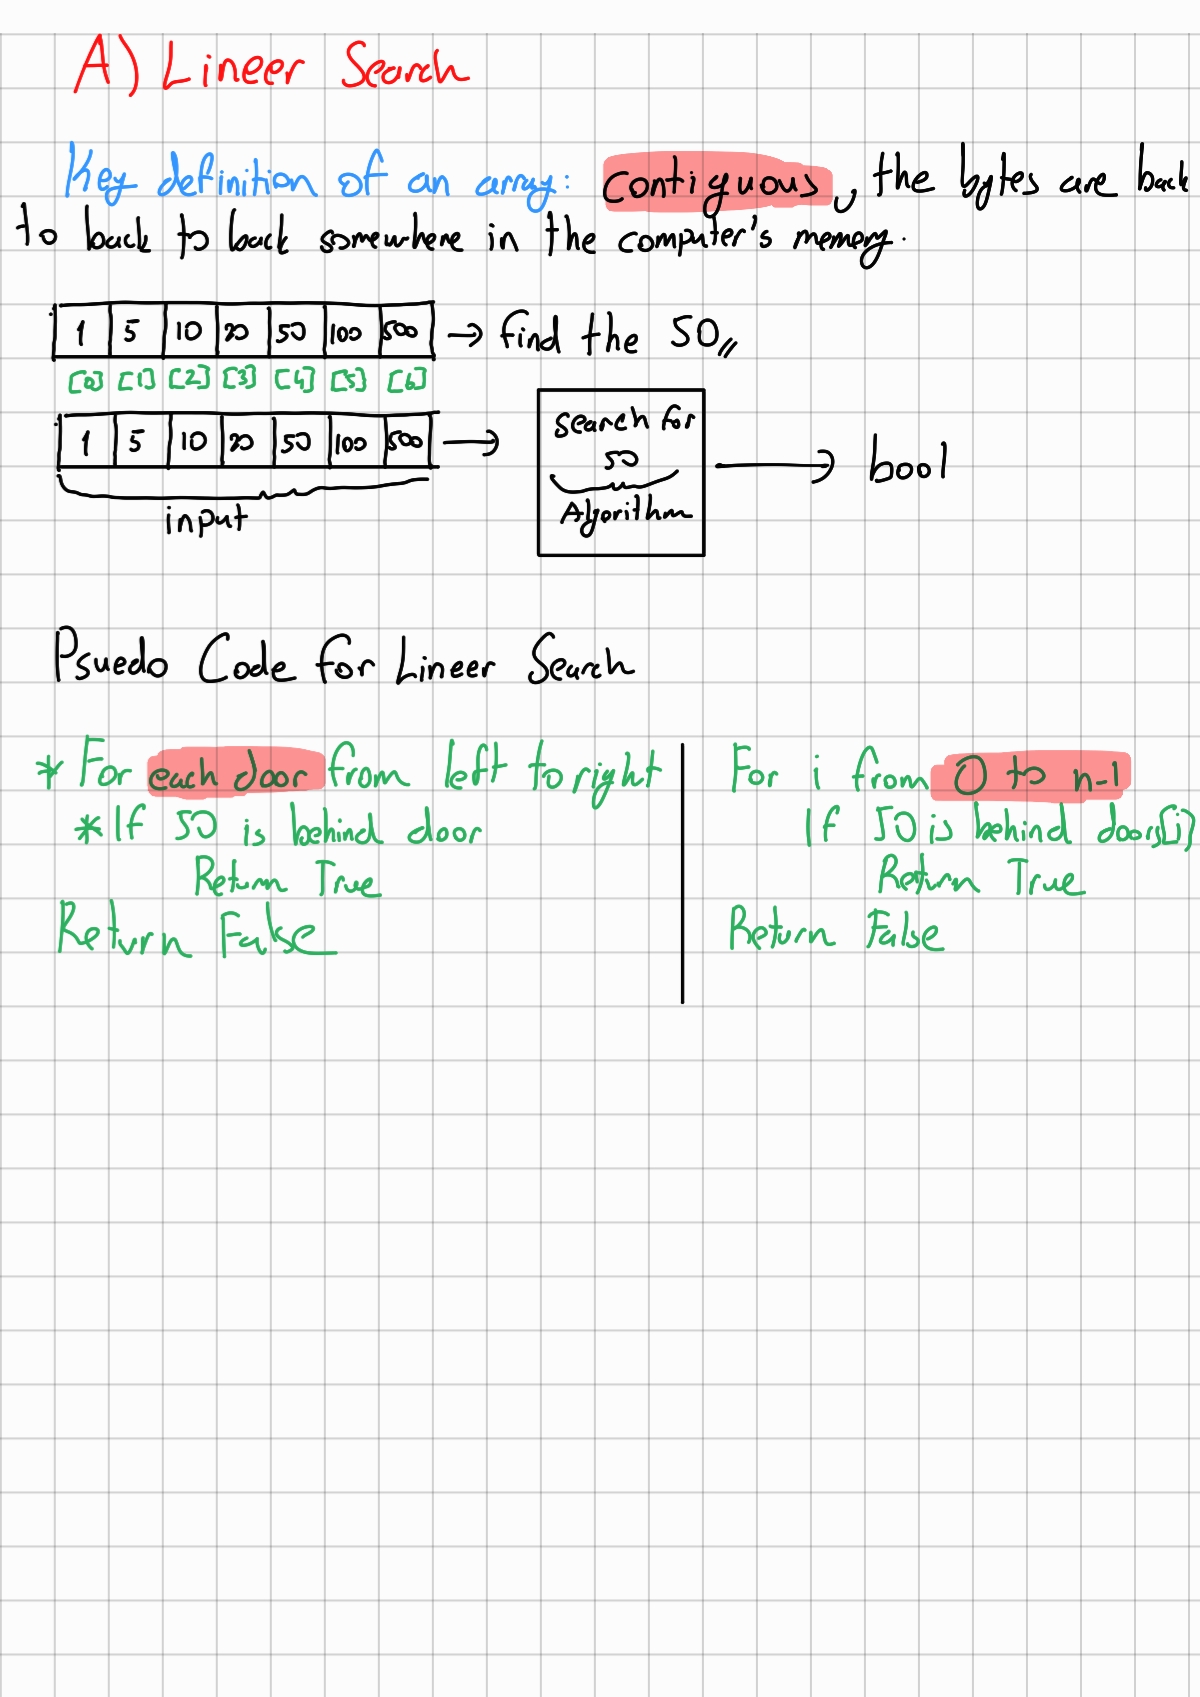 A) Lineer Search
Key definition of an array: contiguous, the bytes are back
to back to back somewhere in the computer's memory.
1 5 10 20 50 100 500 → find the 50
[0] [1] [2] [3] [4] [5] [6]
1 5 10 20 50 100 500 → search for 50 → bool
input Algorithm
Psuedo Code for Lineer Search
* For each door from left to right
* If 50 is behind door
Return True
Return False
For i from 0 to n-1
If 50 is behind doors[i]
Return True
Return False